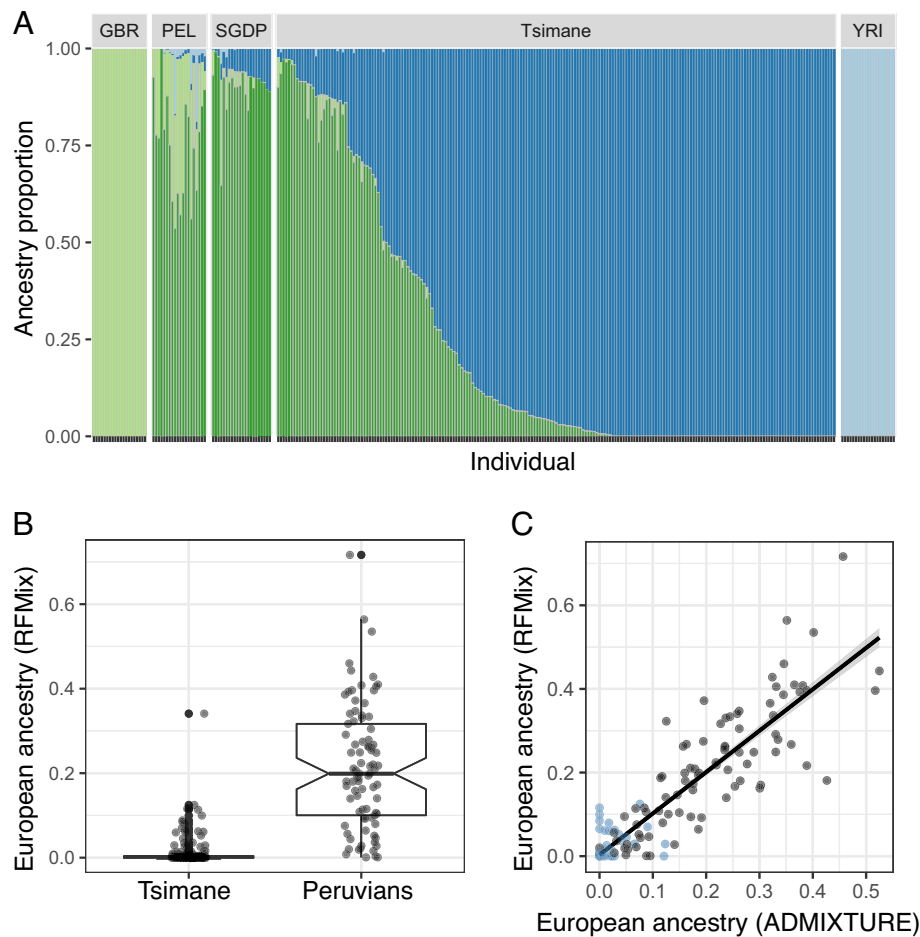 A
GBR PEL SGDP Tsimane YRI
1.00
0.75
0.50
0.25
0.00
Ancestry proportion
Individual
B
0.6
0.4
0.2
0.0
European ancestry (RFMix)
Tsimane Peruvians
C
0.6
0.4
0.2
0.0
European ancestry (RFMix)
0.0 0.1 0.2 0.3 0.4 0.5
European ancestry (ADMIXTURE)